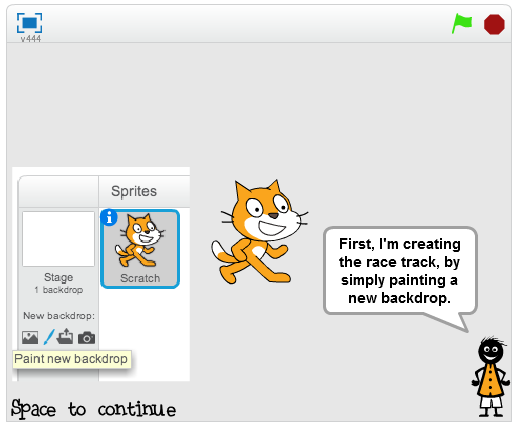 v444
Sprites
First, I'm creating
the race track, by
simply painting a
new backdrop.
i
Stage
1 backdrop
Scratch
New backdrop:
Paint new backdrop
Space to continue